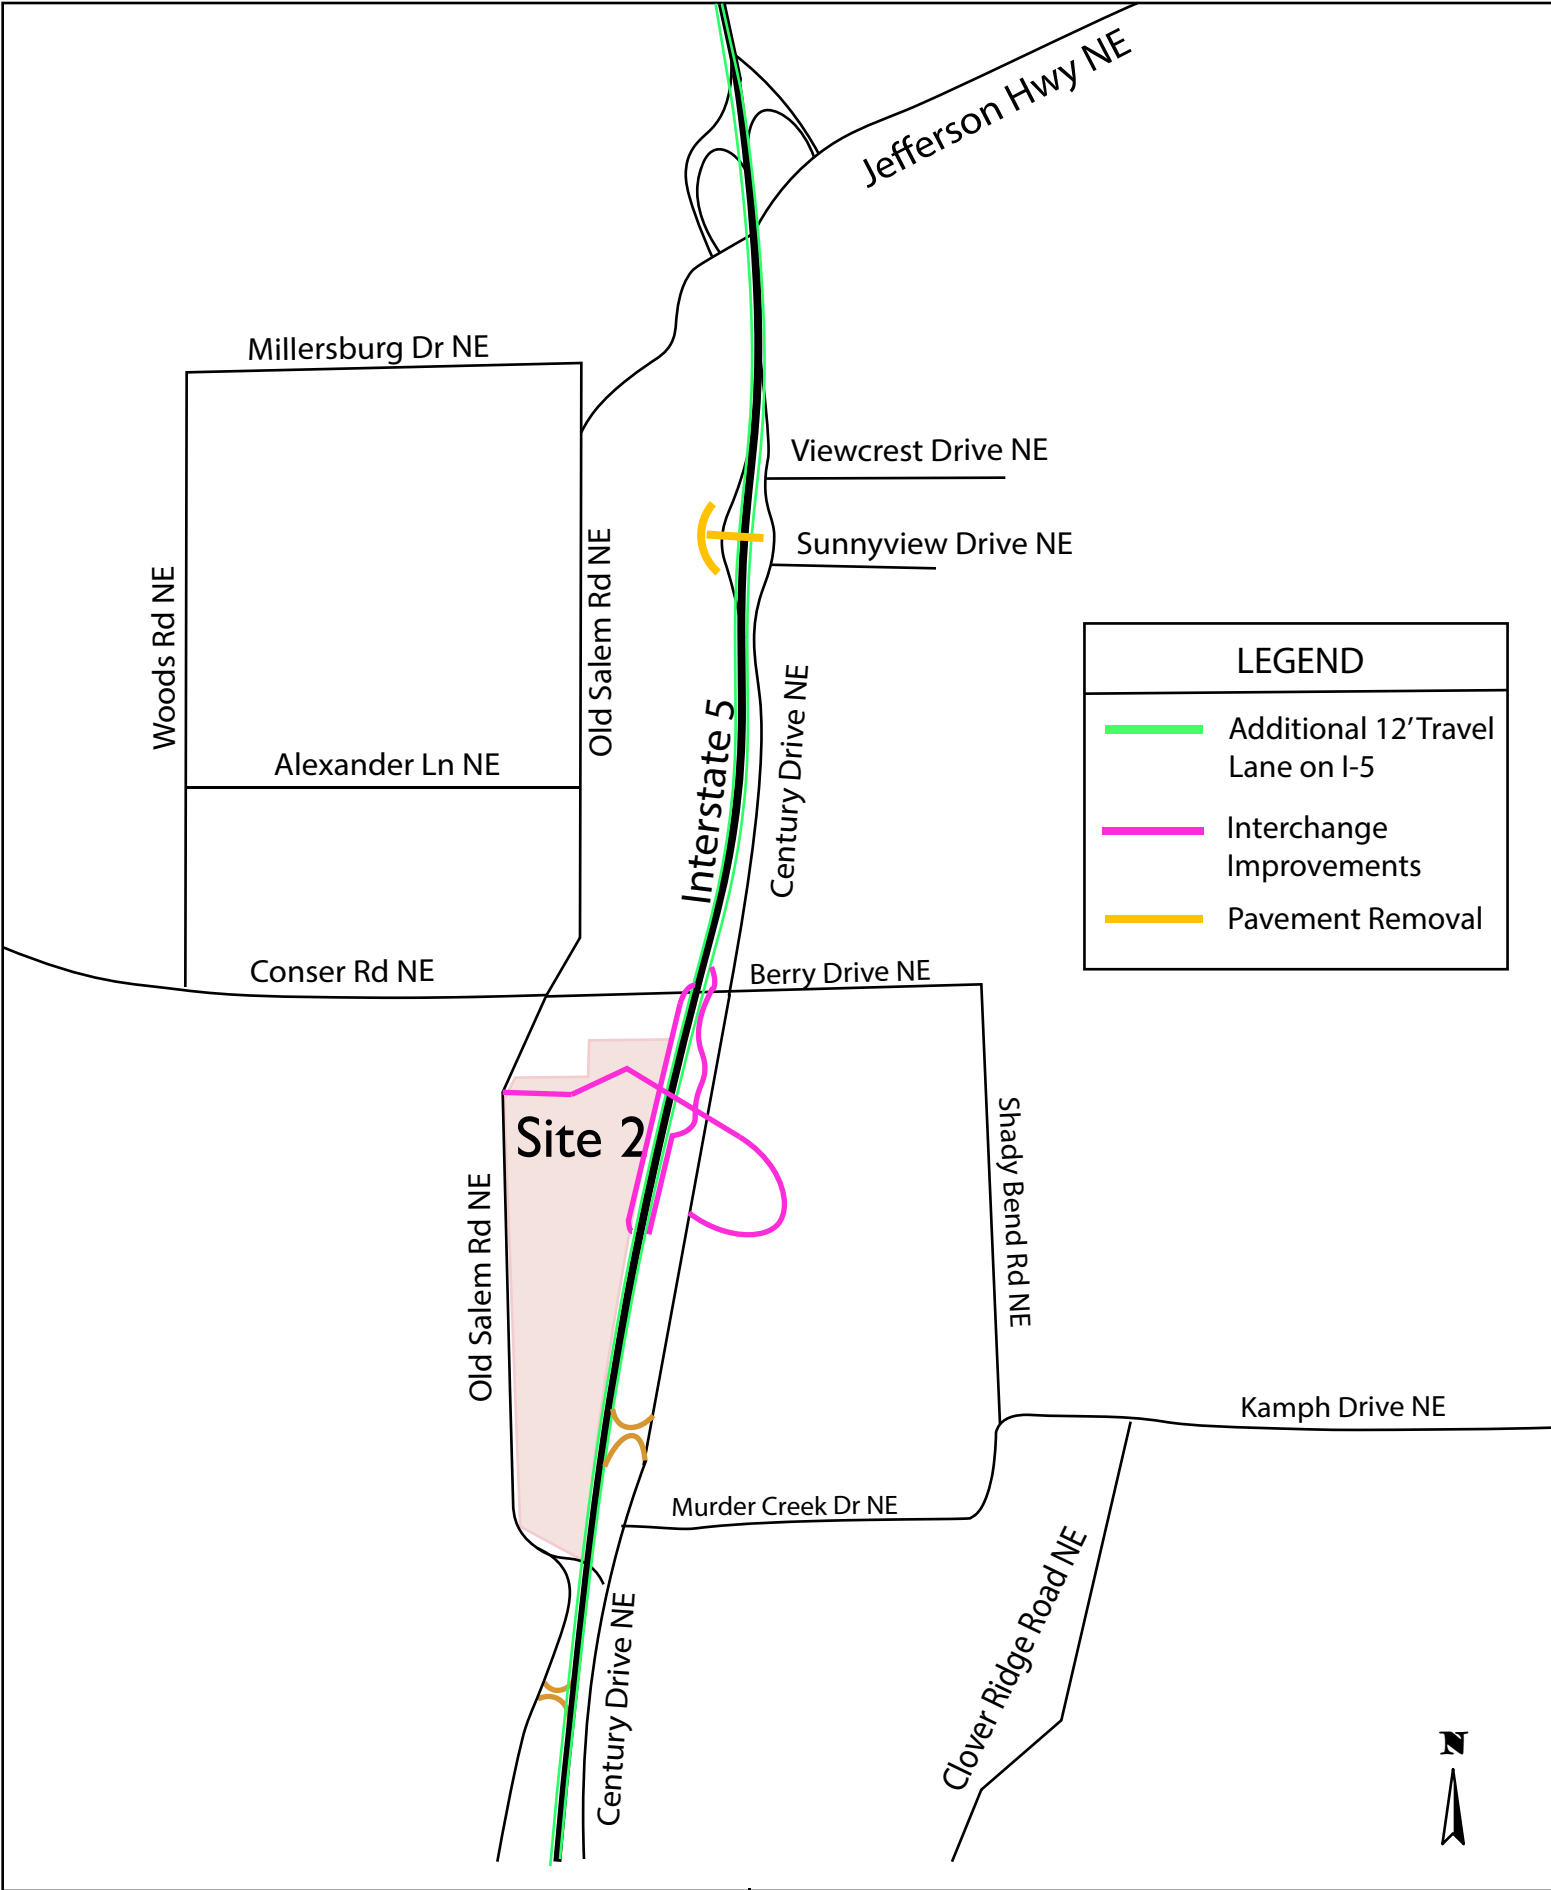 Jefferson Hwy NE
Millersburg Dr NE
Viewcrest Drive NE
Sunnyview Drive NE
Woods Rd NE
Old Salem Rd NE
Alexander Ln NE
Interstate 5
Century Drive NE
LEGEND
Additional 12' Travel
Lane on I-5
Interchange
Improvements
Pavement Removal
Conser Rd NE
Berry Drive NE
Site 2
Old Salem Rd NE
Shady Bend Rd NE
Kamph Drive NE
Murder Creek Dr NE
Century Drive NE
Clover Ridge Road NE
N